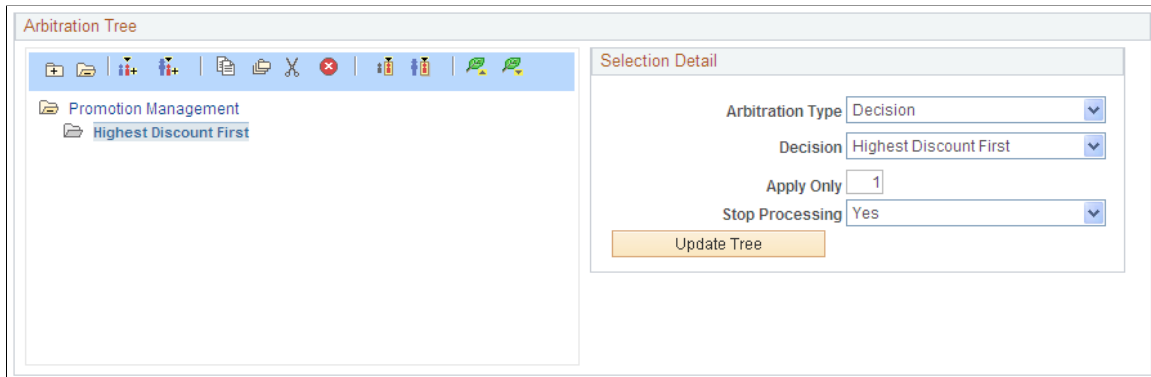 Arbitration Tree
Promotion Management
Highest Discount First
Selection Detail
Arbitration Type Decision
Decision Highest Discount First
Apply Only 1
Stop Processing Yes
Update Tree